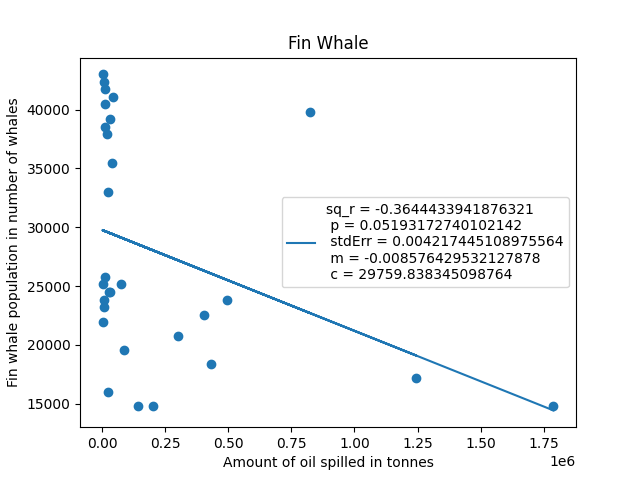 Fin Whale
Fin whale population in number of whales
40000
35000
30000
25000
20000
15000
sq_r = -0.3644433941876321
p = 0.05193172740102142
stdErr = 0.004217445108975564
m = -0.008576429532127878
c = 29759.838345098764
0.00 0.25 0.50 0.75 1.00 1.25 1.50 1.75
1e6
Amount of oil spilled in tonnes